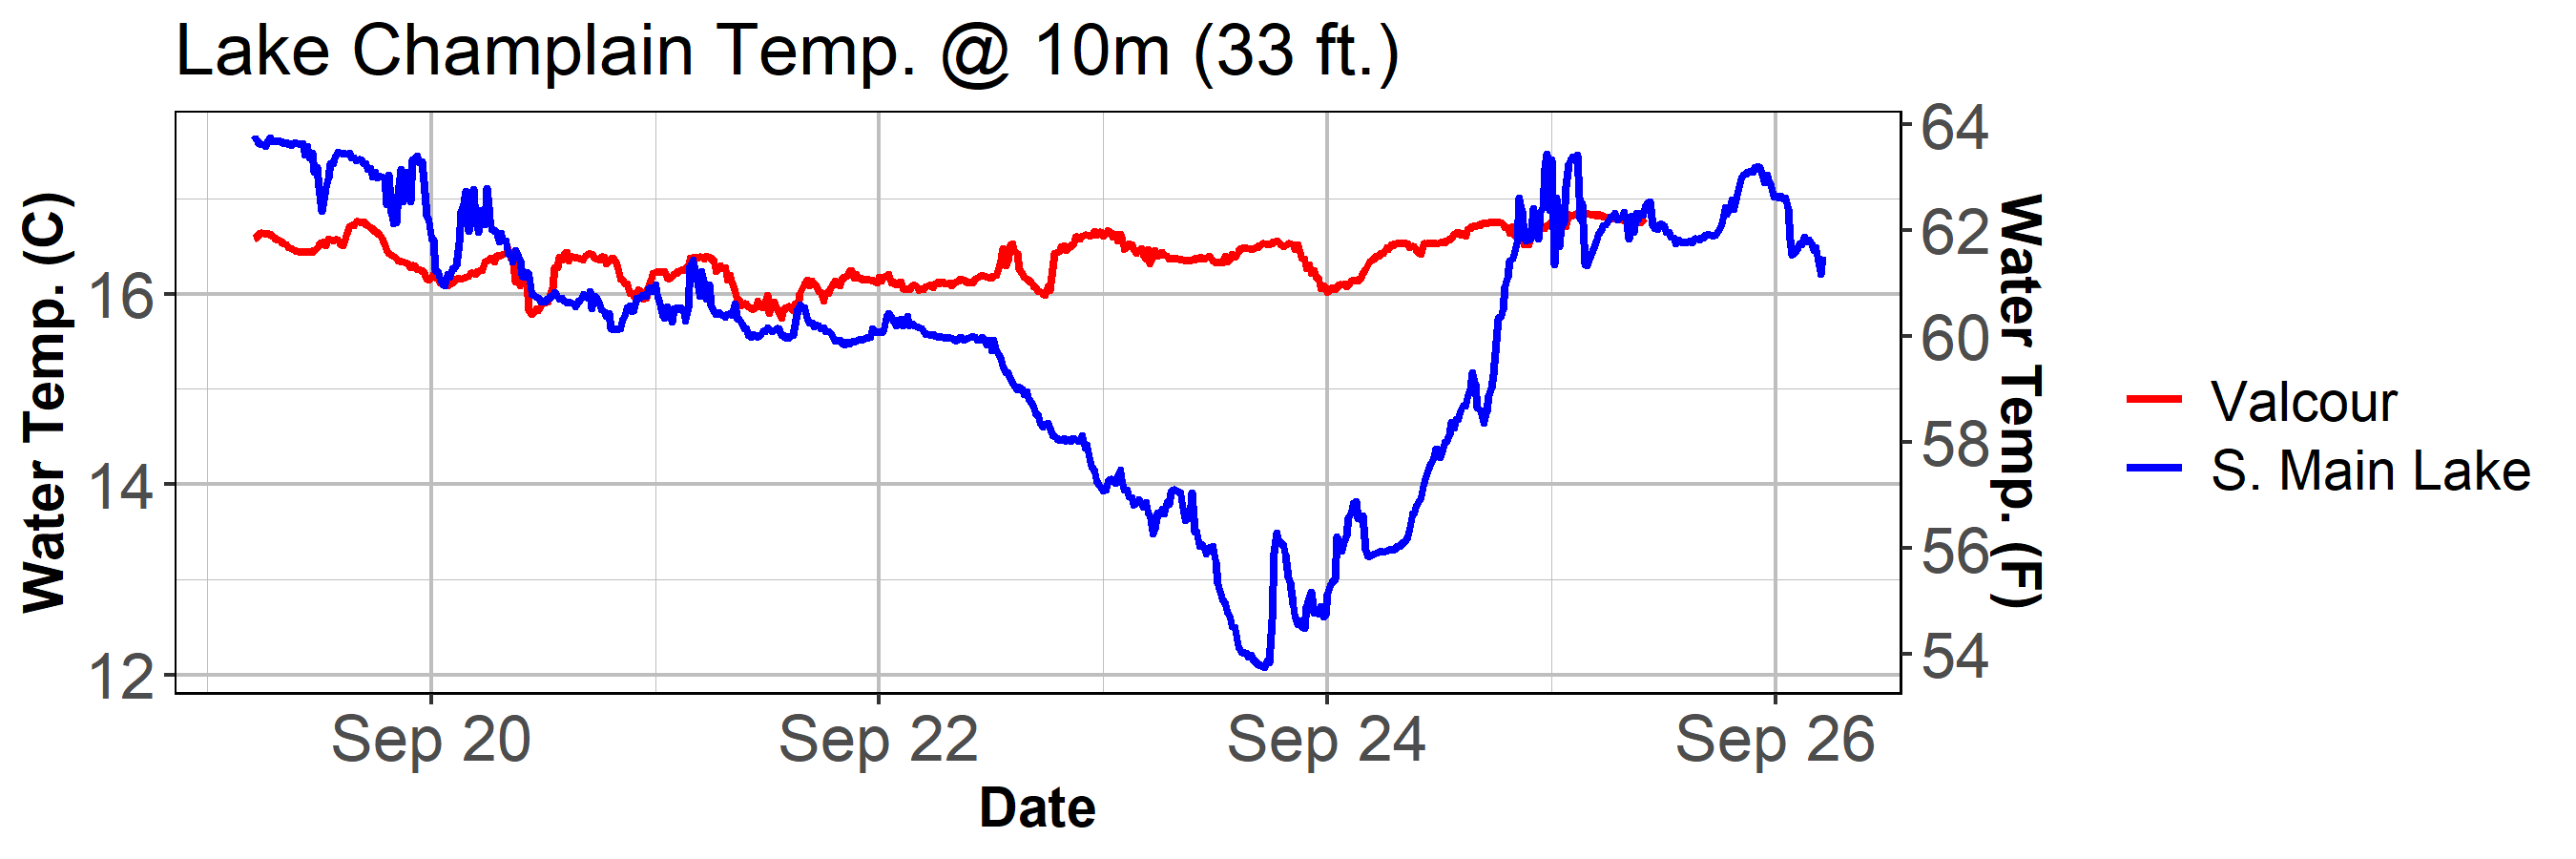 Lake Champlain Temp. @ 10m (33 ft.)
Water Temp. (C)
16
14
12
64
62
60
58
56
54
Water Temp. (F)
Sep 20
Sep 22
Sep 24
Sep 26
Date
Valcour
S. Main Lake